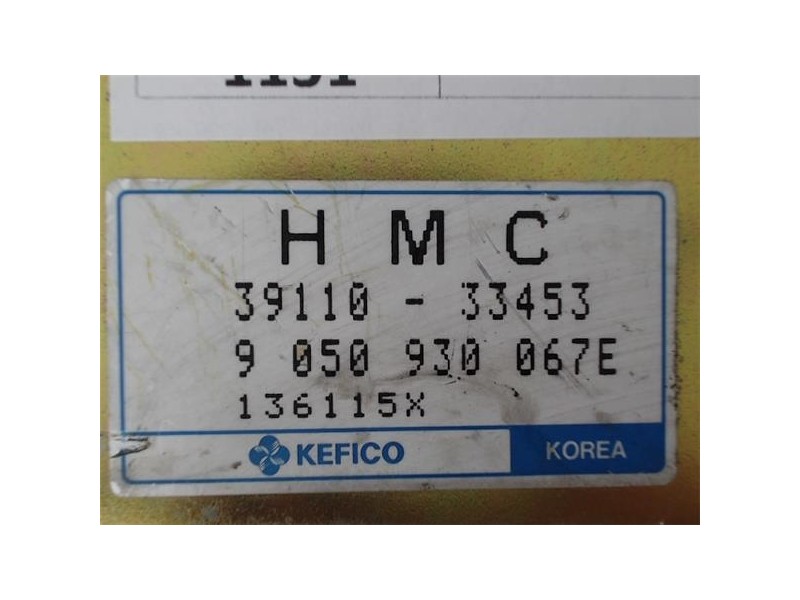 H M C
39110 - 33453
9 050 930 067E
136115X
KEFICO KOREA